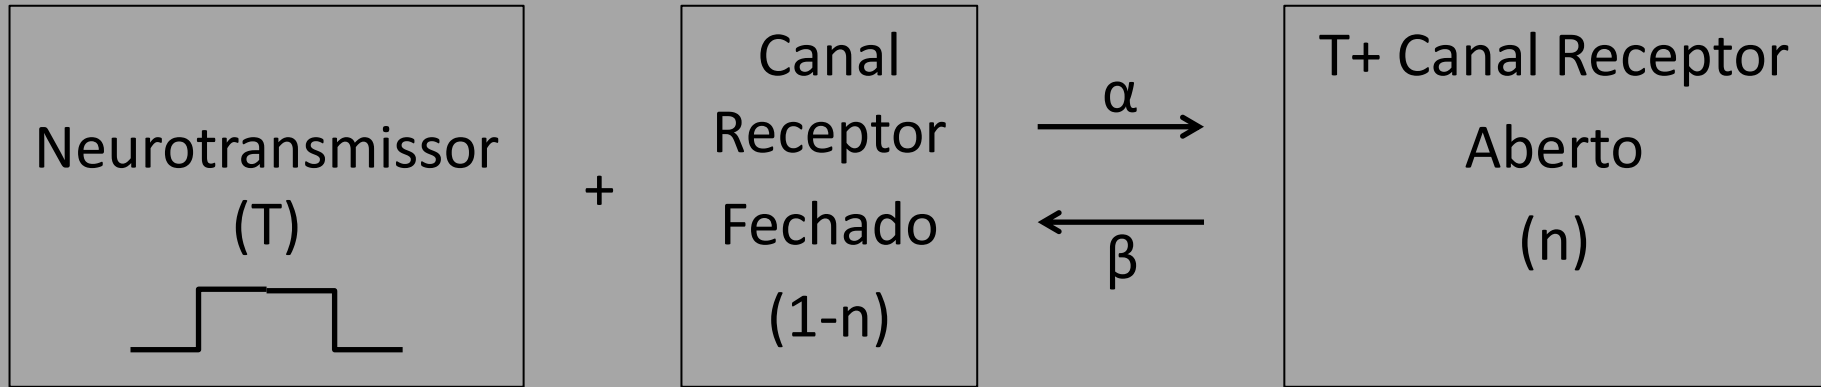 Neurotransmissor
(T)
+
Canal
Receptor
Fechado
(1-n)
α
β
T+ Canal Receptor
Aberto
(n)